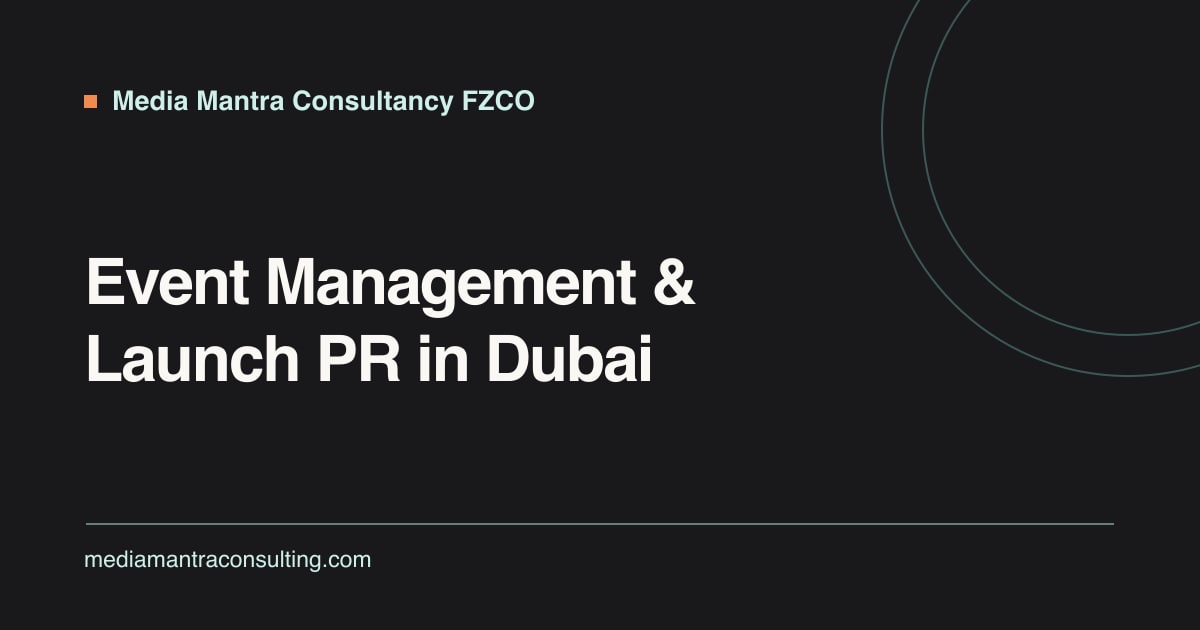 Media Mantra Consultancy FZCO
Event Management &
Launch PR in Dubai
mediamantraconsulting.com